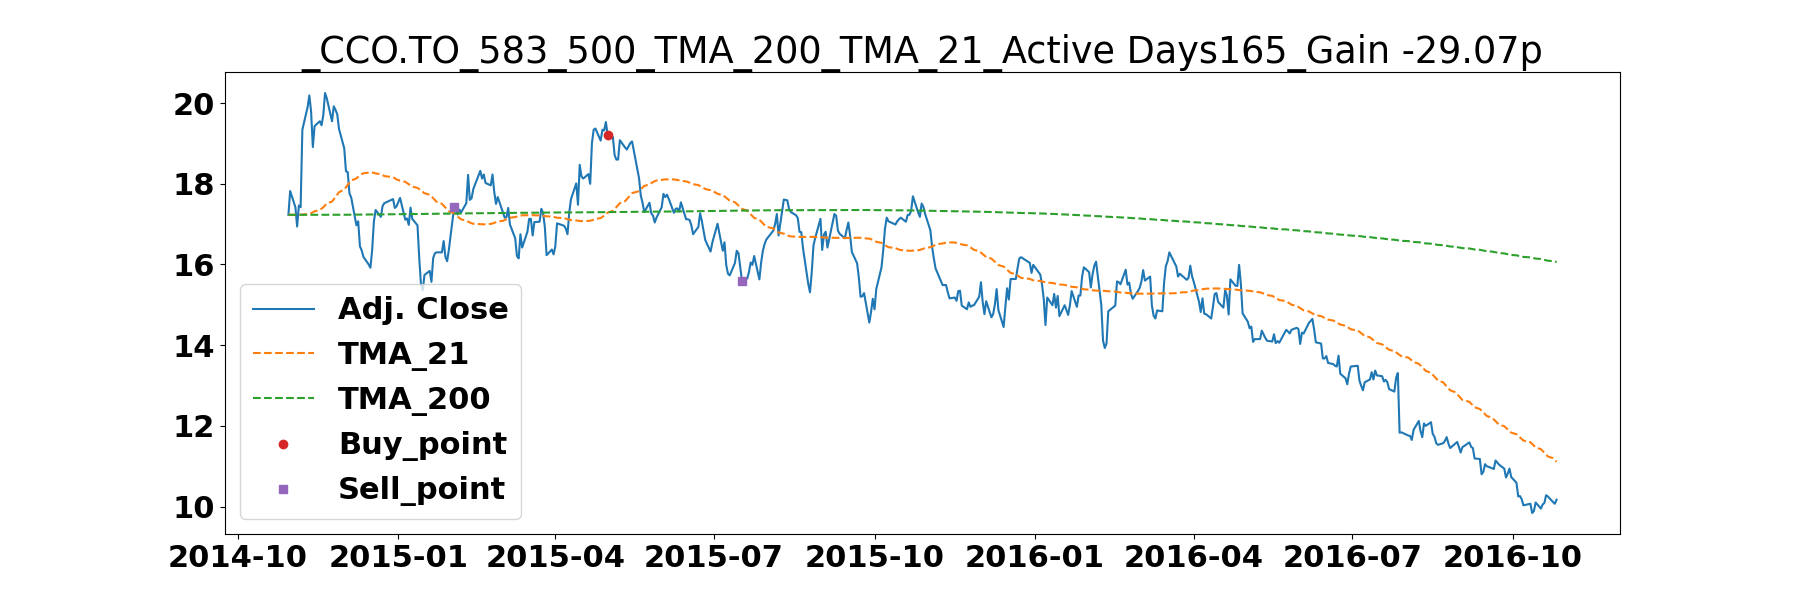 _CCO.TO_583_500_TMA_200_TMA_21_Active Days165_Gain -29.07p
20
18
16
14
12
10
Adj. Close
TMA_21
TMA_200
Buy_point
Sell_point
2014-10 2015-01 2015-04 2015-07 2015-10 2016-01 2016-04 2016-07 2016-10